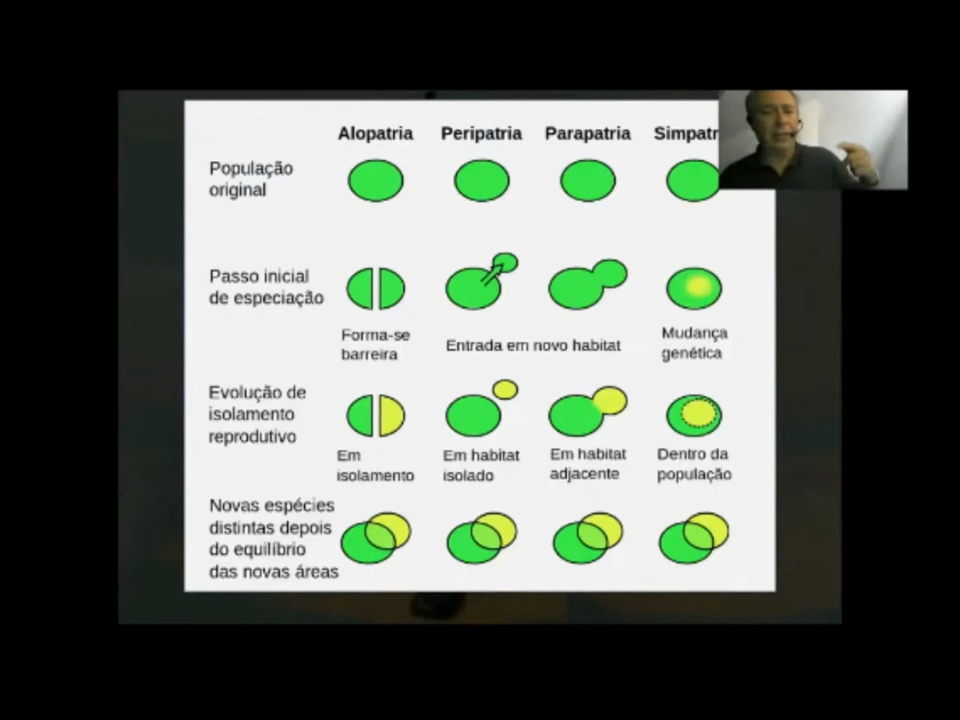 Alopatria Peripatria Parapatria Simpatr
População
original
Passo inicial
de especiação
Forma-se
barreira
Entrada em novo habitat
Mudança
genética
Evolução de
isolamento
reprodutivo
Em
isolamento
Em habitat
isolado
Em habitat
adjacente
Dentro da
população
Novas espécies
distintas depois
do equilíbrio
das novas áreas